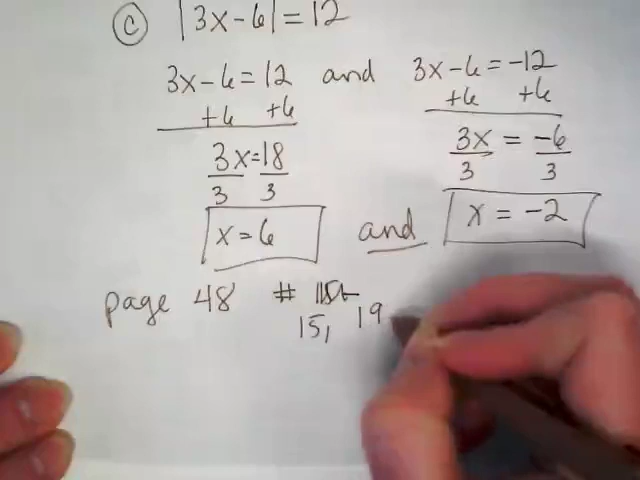 ⓒ |3x-6|=12
3x-6=12 and 3x-6=-12
+6 +6 +6 +6
3x=18 3x = -6
3 3 3 3
x=6 and x = -2
page 48 #
15, 19